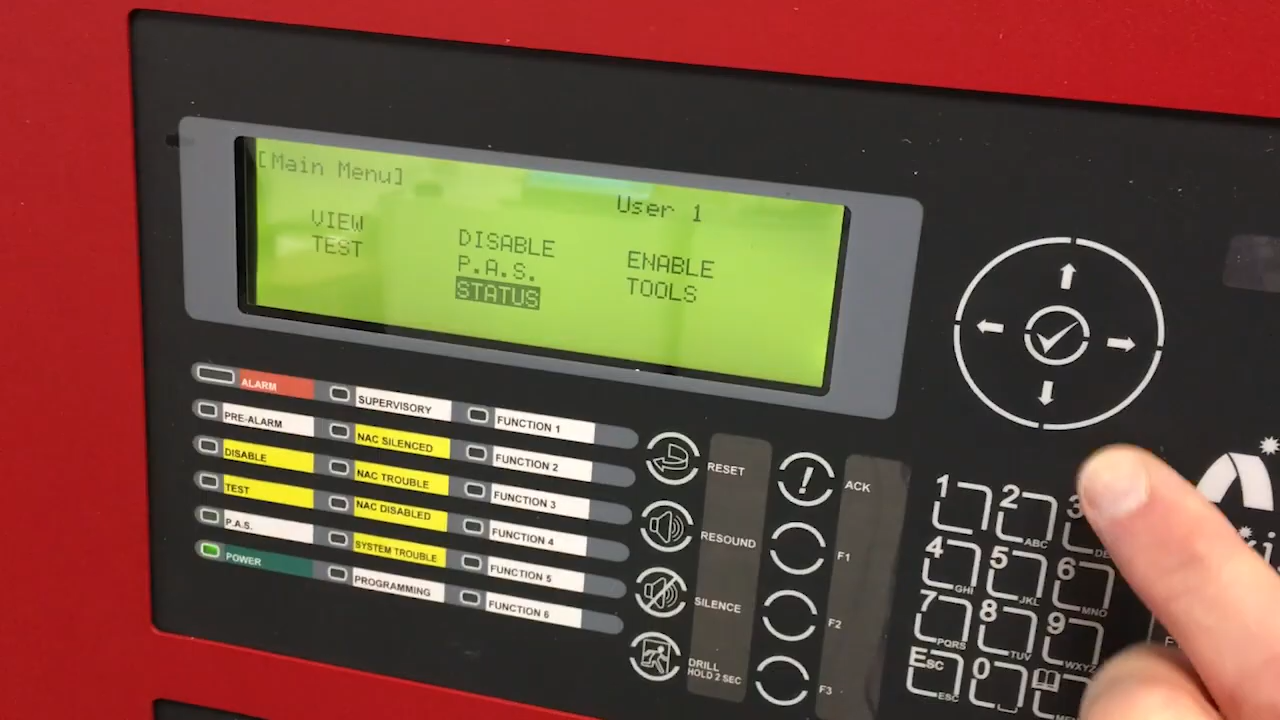 [Main Menu]
User 1
VIEW DISABLE ENABLE
TEST P.A.S. TOOLS
STATUS
ALARM
PRE-ALARM
DISABLE
TEST
P.A.S.
POWER
SUPERVISORY
NAC SILENCED
NAC TROUBLE
NAC DISABLED
SYSTEM TROUBLE
PROGRAMMING
FUNCTION 1
FUNCTION 2
FUNCTION 3
FUNCTION 4
FUNCTION 5
FUNCTION 6
RESET
RESOUND
SILENCE
DRILL
HOLD 2 SEC
! ACK
F1
F2
F3
1 2 ABC 3
4 GHI 5 JKL 6 MNO
7 PQRS 8 TUV 9 WXYZ
Esc ESC 0